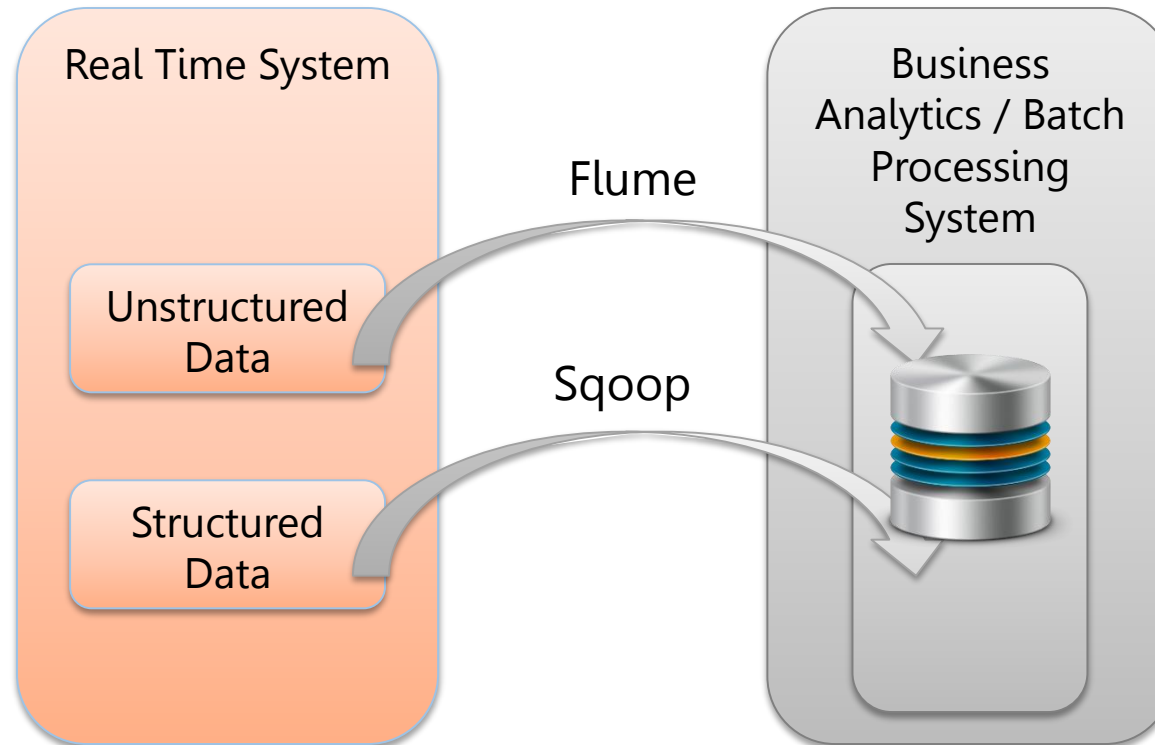 Real Time System
Unstructured
Data
Structured
Data
Flume
Sqoop
Business
Analytics / Batch
Processing
System